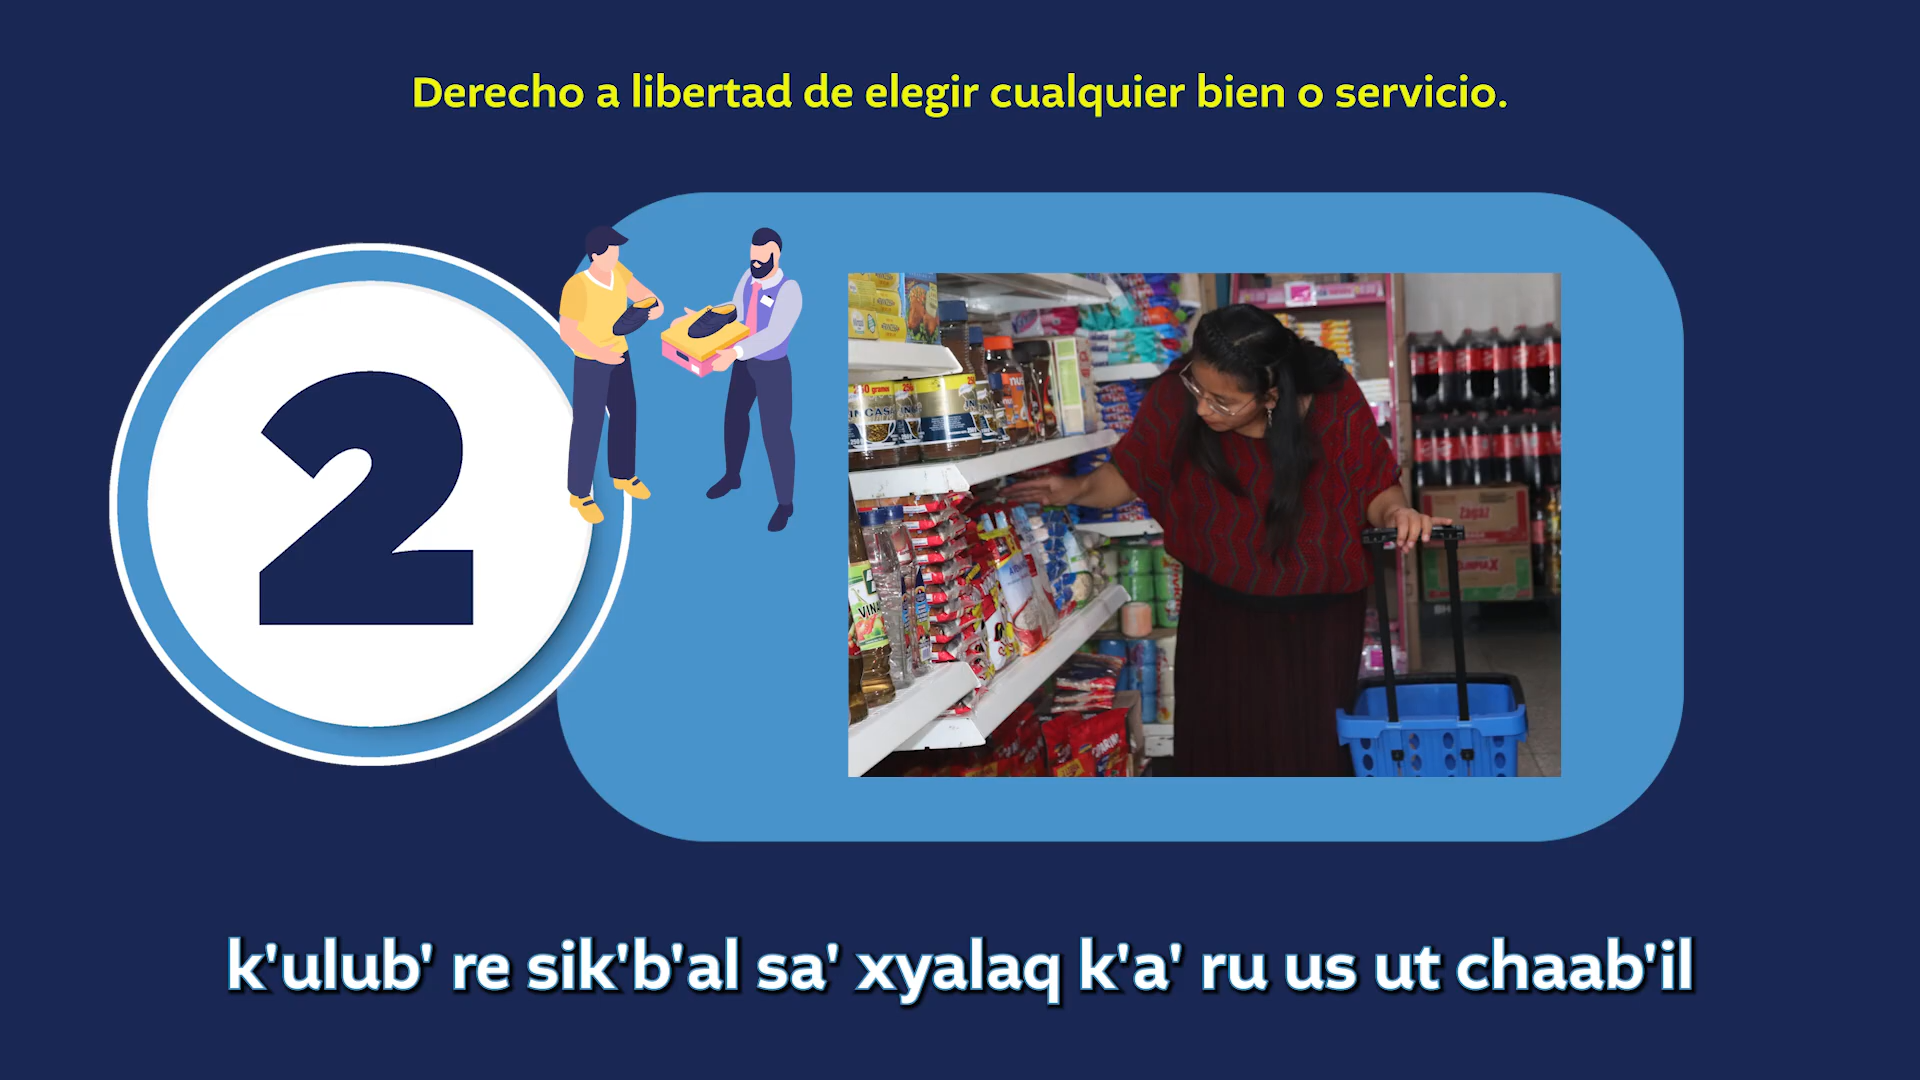 Derecho a libertad de elegir cualquier bien o servicio.
2
k'ulub' re sik'b'al sa' xyalaq k'a' ru us ut chaab'il